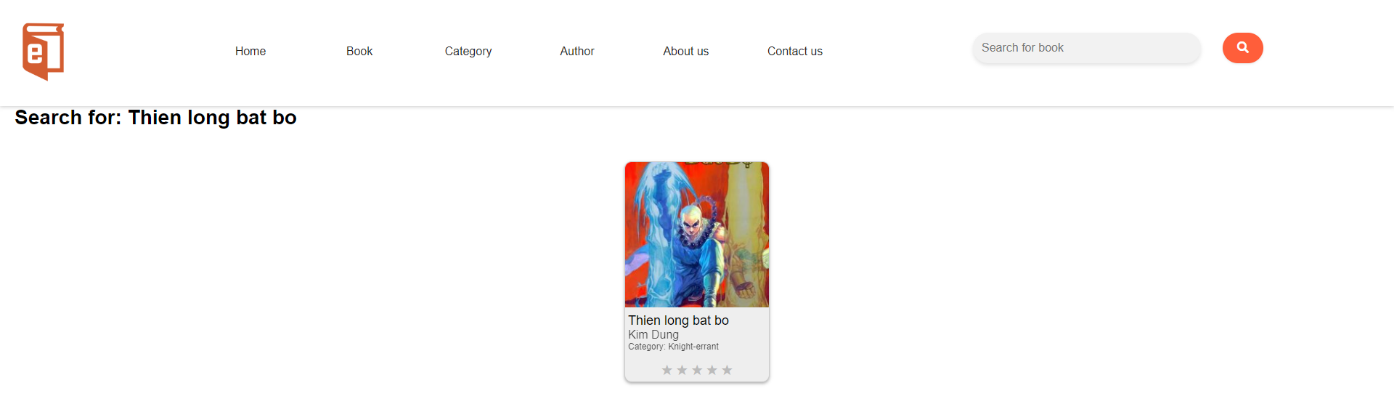 e
Home Book Category Author About us Contact us Search for book
Search for: Thien long bat bo
Thien long bat bo
Kim Dung
Category: Knight-errant